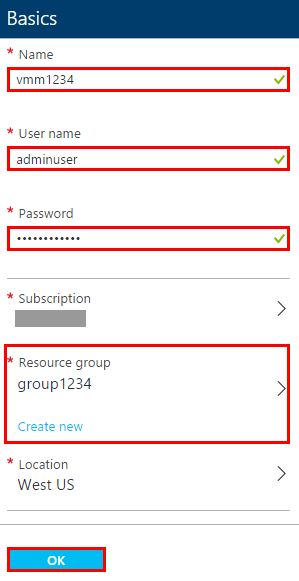 Basics
* Name
vmm1234
* User name
adminuser
* Password
••••••••••••
* Subscription
* Resource group
group1234
Create new
* Location
West US
OK